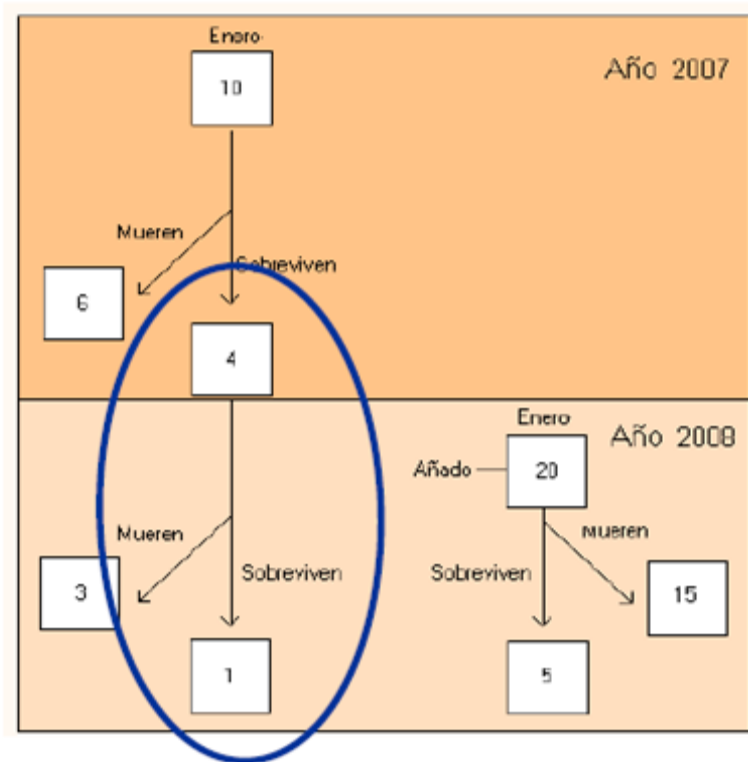 Enero
10
Año 2007
Mueren
Sobreviven
6
4
Enero
Año 2008
Añado
20
Mueren
Mueren
Sobreviven
Sobreviven
3
15
1
5